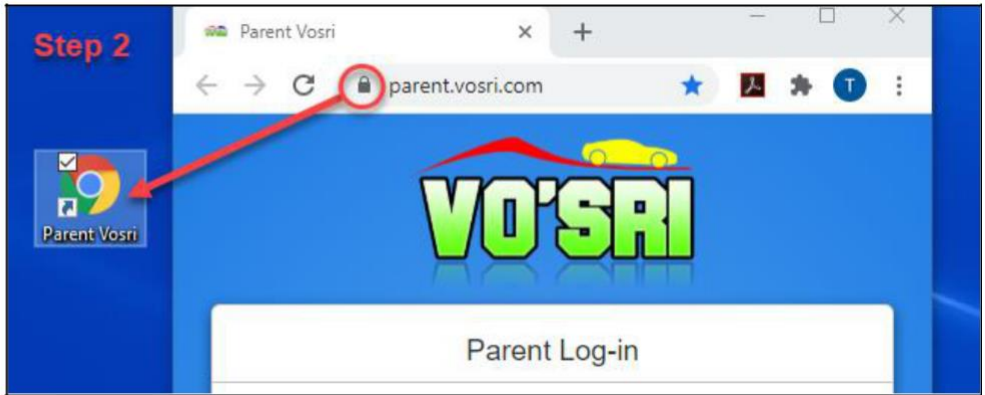 Step 2
Parent Vosri
parent.vosri.com
T
Parent Vosri
VO'SRI
Parent Log-in